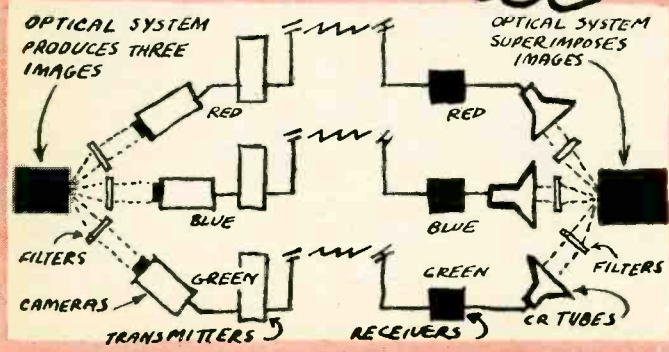 OPTICAL SYSTEM
PRODUCES THREE
IMAGES
OPTICAL SYSTEM
SUPERIMPOSES
IMAGES
RED
RED
BLUE
BLUE
FILTERS
GREEN
GREEN
FILTERS
CAMERAS
TRANSMITTERS
RECEIVERS
CR TUBES